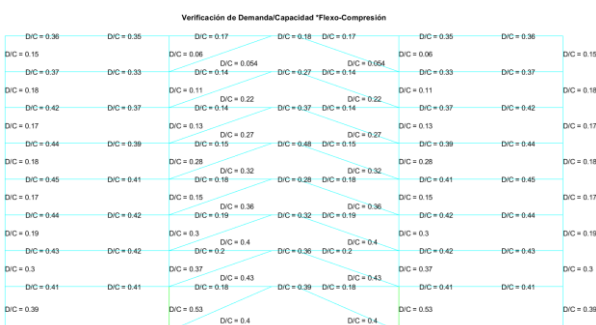 Verificación de Demanda/Capacidad *Flexo-Compresión
D/C = 0.36 D/C = 0.35 D/C = 0.17 D/C = 0.18 D/C = 0.17 D/C = 0.35 D/C = 0.36
D/C = 0.15 D/C = 0.06 D/C = 0.06 D/C = 0.15
D/C = 0.054 D/C = 0.054
D/C = 0.37 D/C = 0.33 D/C = 0.14 D/C = 0.27 D/C = 0.14 D/C = 0.33 D/C = 0.37
D/C = 0.18 D/C = 0.11 D/C = 0.11 D/C = 0.18
D/C = 0.22 D/C = 0.22
D/C = 0.42 D/C = 0.37 D/C = 0.14 D/C = 0.37 D/C = 0.14 D/C = 0.37 D/C = 0.42
D/C = 0.17 D/C = 0.13 D/C = 0.13 D/C = 0.17
D/C = 0.27 D/C = 0.27
D/C = 0.44 D/C = 0.39 D/C = 0.15 D/C = 0.48 D/C = 0.15 D/C = 0.39 D/C = 0.44
D/C = 0.18 D/C = 0.28 D/C = 0.28 D/C = 0.18
D/C = 0.32 D/C = 0.32
D/C = 0.45 D/C = 0.41 D/C = 0.18 D/C = 0.28 D/C = 0.18 D/C = 0.41 D/C = 0.45
D/C = 0.17 D/C = 0.15 D/C = 0.15 D/C = 0.17
D/C = 0.36 D/C = 0.36
D/C = 0.44 D/C = 0.42 D/C = 0.19 D/C = 0.32 D/C = 0.19 D/C = 0.42 D/C = 0.44
D/C = 0.19 D/C = 0.3 D/C = 0.3 D/C = 0.19
D/C = 0.4 D/C = 0.4
D/C = 0.43 D/C = 0.42 D/C = 0.2 D/C = 0.36 D/C = 0.2 D/C = 0.42 D/C = 0.43
D/C = 0.3 D/C = 0.37 D/C = 0.37 D/C = 0.3
D/C = 0.43 D/C = 0.43
D/C = 0.41 D/C = 0.41 D/C = 0.18 D/C = 0.39 D/C = 0.18 D/C = 0.41 D/C = 0.41
D/C = 0.39 D/C = 0.53 D/C = 0.53 D/C = 0.39
D/C = 0.4 D/C = 0.4